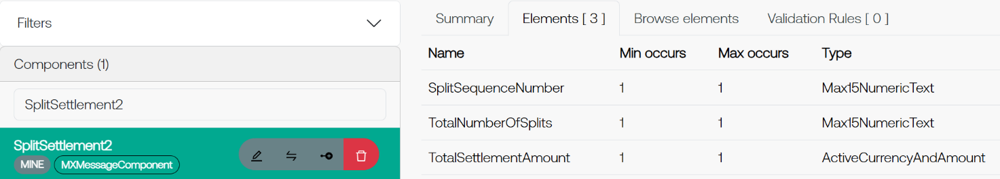 Filters
Components (1)
SplitSettlement2
SplitSettlement2
MINE MXMessageComponent
Summary Elements [ 3 ] Browse elements Validation Rules [ 0 ]
Name Min occurs Max occurs Type
SplitSequenceNumber 1 1 Max15NumericText
TotalNumberOfSplits 1 1 Max15NumericText
TotalSettlementAmount 1 1 ActiveCurrencyAndAmount